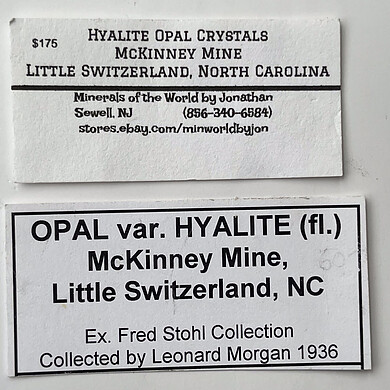 $175
Hyalite Opal Crystals
McKinney Mine
Little Switzerland, North Carolina
Minerals of the World by Jonathan
Sewell, NJ (856-340-6584)
stores.ebay.com/minworldbyjon
OPAL var. HYALITE (fl.)
McKinney Mine,
Little Switzerland, NC
Ex. Fred Stohl Collection
Collected by Leonard Morgan 1936